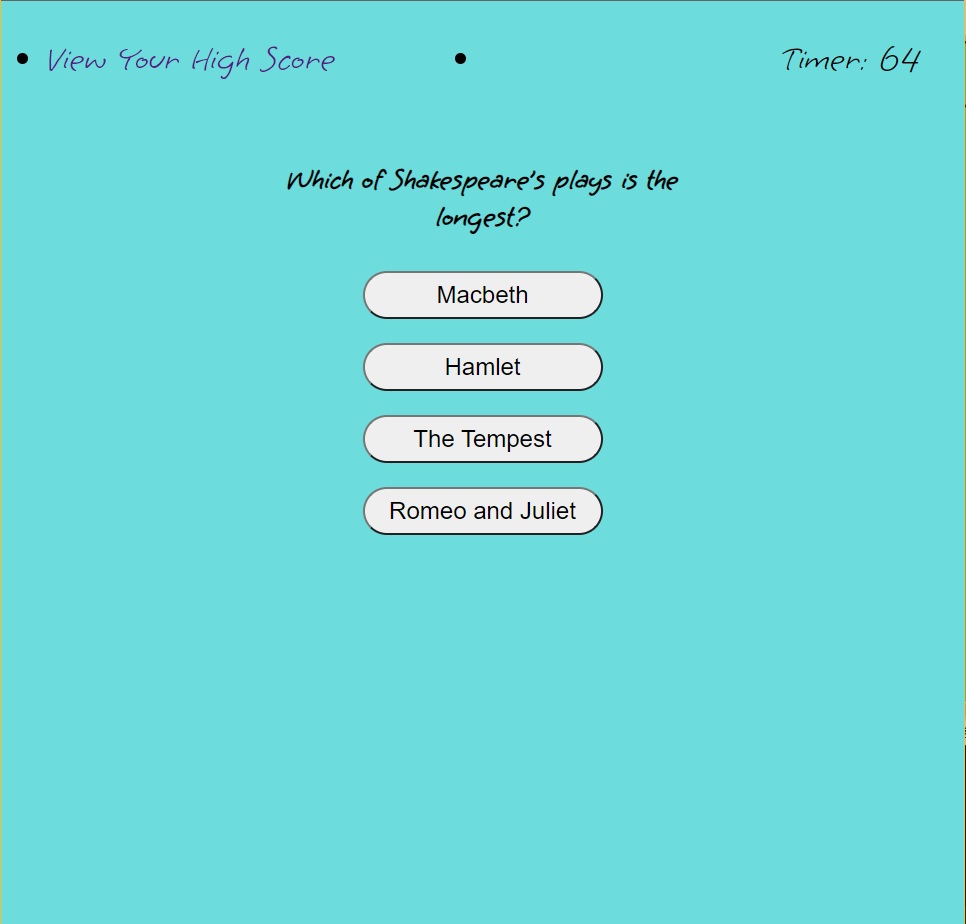 View Your High Score
Timer: 64
Which of Shakespeare's plays is the
longest?
Macbeth
Hamlet
The Tempest
Romeo and Juliet